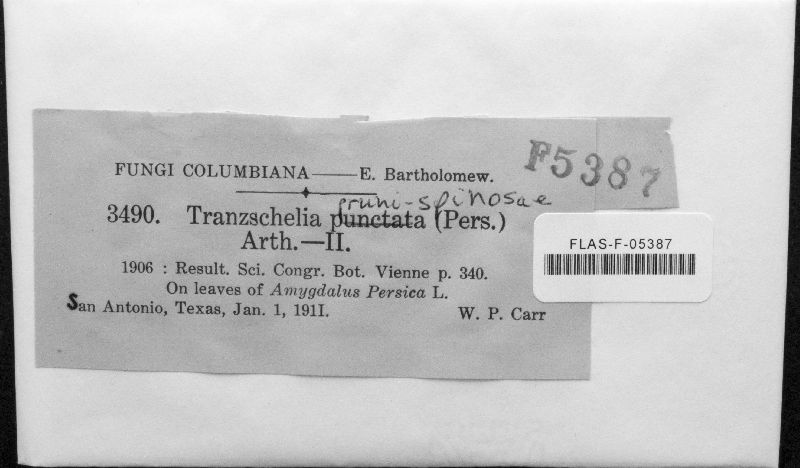 FUNGI COLUMBIANA—E. Bartholomew.
F5387
pruni-spinosae
3490. Tranzschelia punctata (Pers.)
Arth.—II.
FLAS-F-05387
1906 : Result. Sci. Congr. Bot. Vienne p. 340.
On leaves of Amygdalus Persica L.
San Antonio, Texas, Jan. 1, 1911.
W. P. Carr